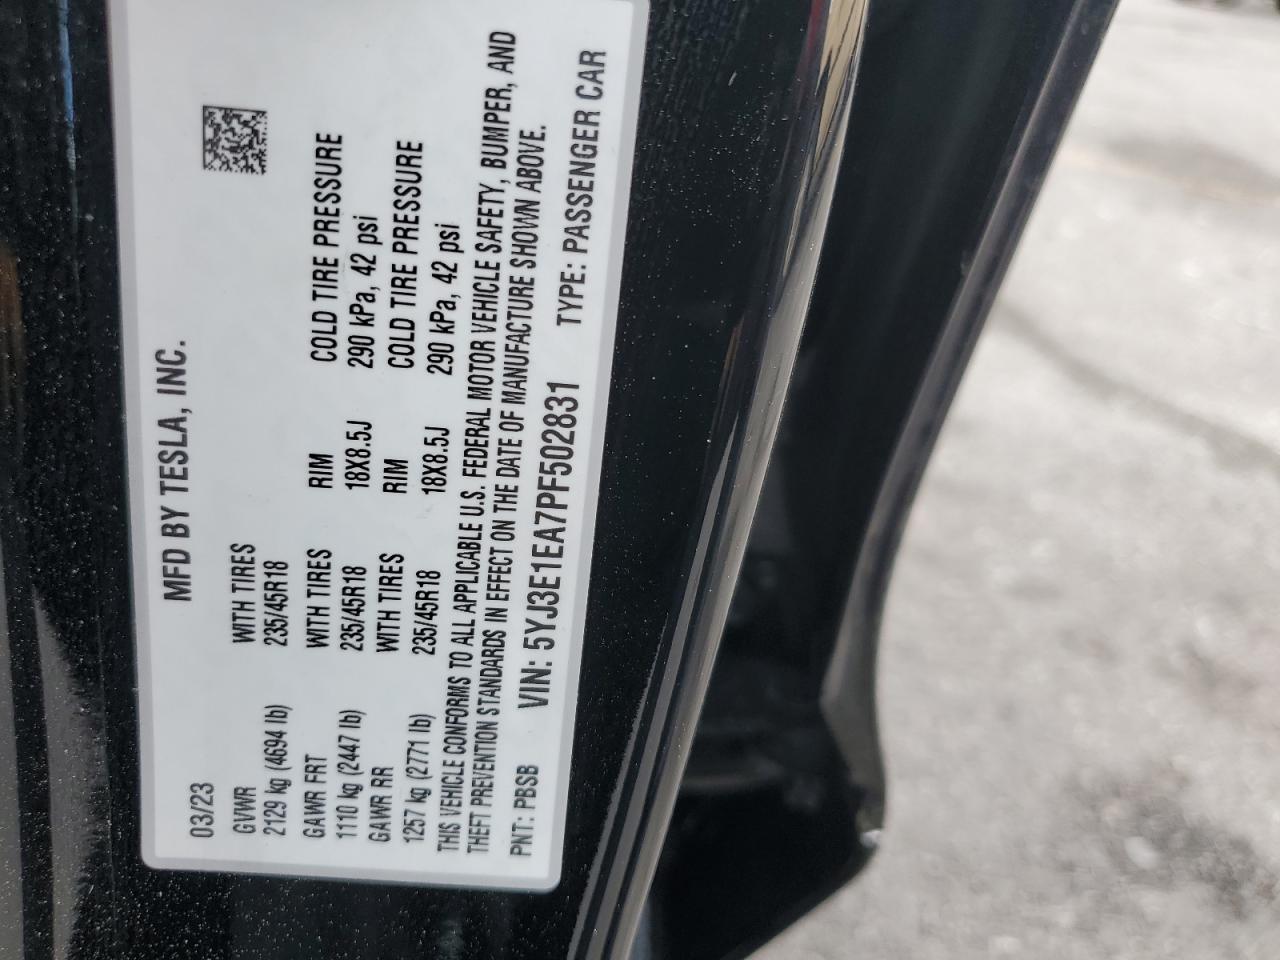 MFD BY TESLA, INC.
03/23
GVWR WITH TIRES
2129 kg (4694 lb) 235/45R18
GAWR FRT WITH TIRES RIM COLD TIRE PRESSURE
1110 kg (2447 lb) 235/45R18 18X8.5J 290 kPa, 42 psi
GAWR RR WITH TIRES RIM COLD TIRE PRESSURE
1257 kg (2771 lb) 235/45R18 18X8.5J 290 kPa, 42 psi
THIS VEHICLE CONFORMS TO ALL APPLICABLE U.S. FEDERAL MOTOR VEHICLE SAFETY, BUMPER, AND
THEFT PREVENTION STANDARDS IN EFFECT ON THE DATE OF MANUFACTURE SHOWN ABOVE.
PNT: PBSB VIN: 5YJ3E1EA7PF502831 TYPE: PASSENGER CAR